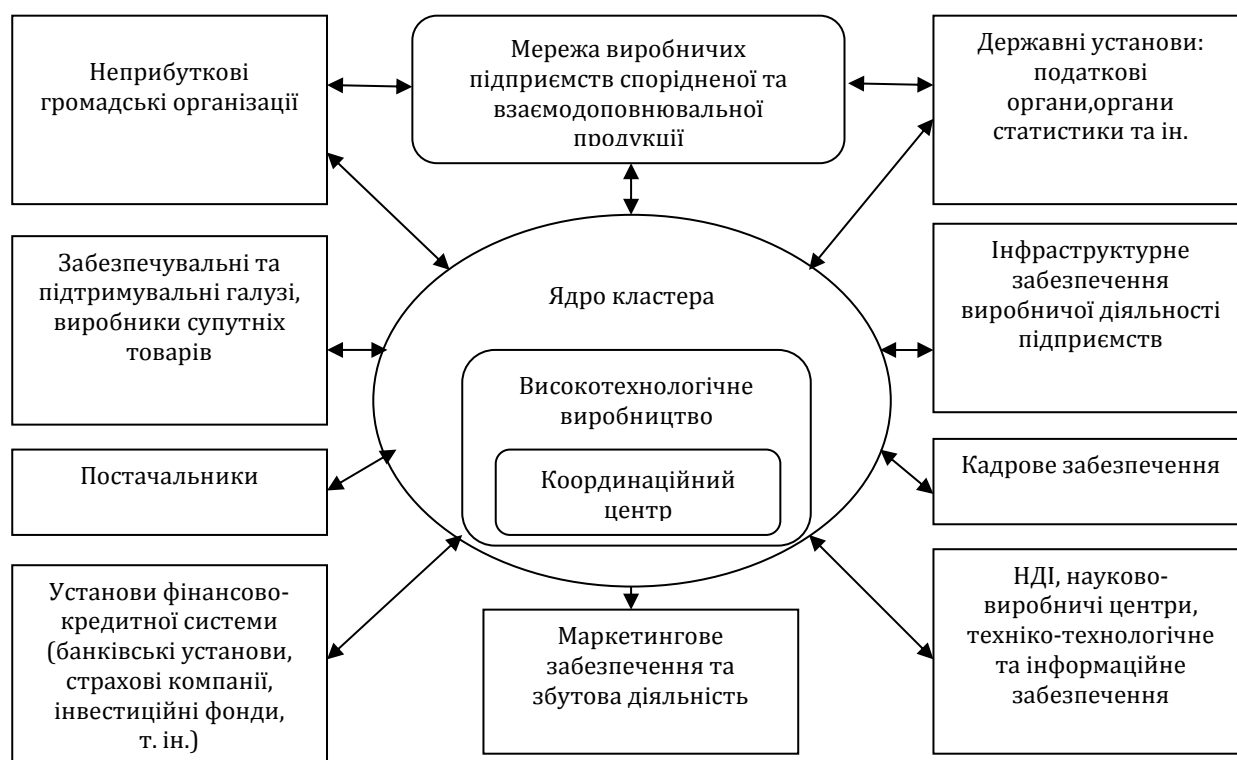 Неприбуткові
громадські організації
Мережа виробничих
підприємств спорідненої та
взаємодоповнювальної
продукції
Державні установи:
податкові
органи,органи
статистики та ін.
Забезпечувальні та
підтримувальні галузі,
виробники супутніх
товарів
Ядро кластера
Інфраструктурне
забезпечення
виробничої діяльності
підприємств
Високотехнологічне
виробництво
Постачальники
Координаційний
центр
Кадрове забезпечення
Установи фінансово-
кредитної системи
(банківські установи,
страхові компанії,
інвестиційні фонди,
т. ін.)
Маркетингове
забезпечення та
збутова діяльність
НДІ, науково-
виробничі центри,
техніко-технологічне
та інформаційне
забезпечення